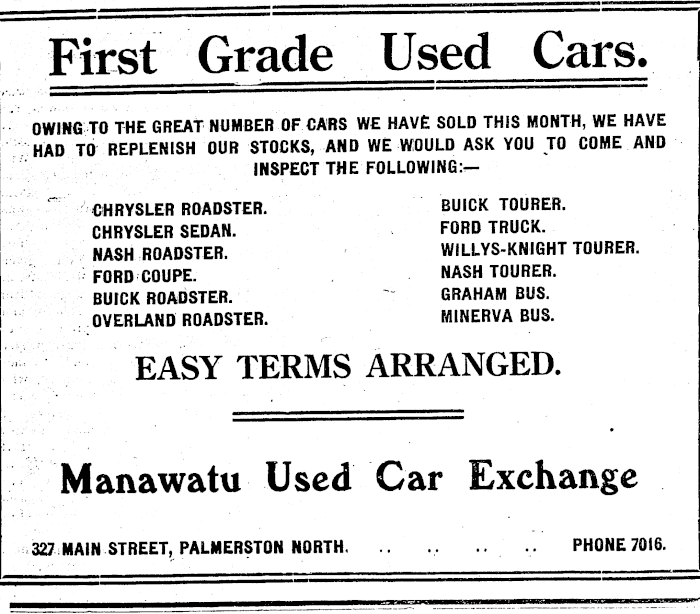 First Grade Used Cars.
OWING TO THE GREAT NUMBER OF CARS WE HAVE SOLD THIS MONTH, WE HAVE
HAD TO REPLENISH OUR STOCKS, AND WE WOULD ASK YOU TO COME AND
INSPECT THE FOLLOWING:—
CHRYSLER ROADSTER.
CHRYSLER SEDAN.
NASH ROADSTER.
FORD COUPE.
BUICK ROADSTER.
OVERLAND ROADSTER.
BUICK TOURER.
FORD TRUCK.
WILLYS-KNIGHT TOURER.
NASH TOURER.
GRAHAM BUS.
MINERVA BUS.
EASY TERMS ARRANGED.
Manawatu Used Car Exchange
327 MAIN STREET, PALMERSTON NORTH. .. .. .. .. PHONE 7016.